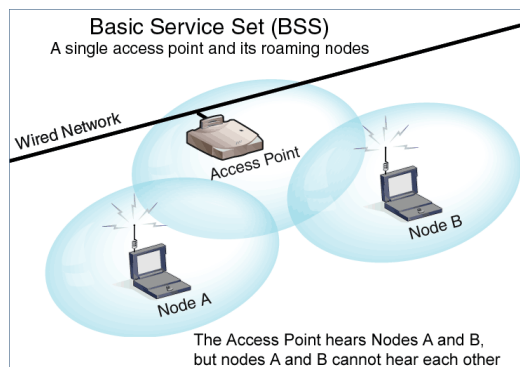 Basic Service Set (BSS)
A single access point and its roaming nodes
Wired Network
Access Point
Node B
Node A
The Access Point hears Nodes A and B,
but nodes A and B cannot hear each other